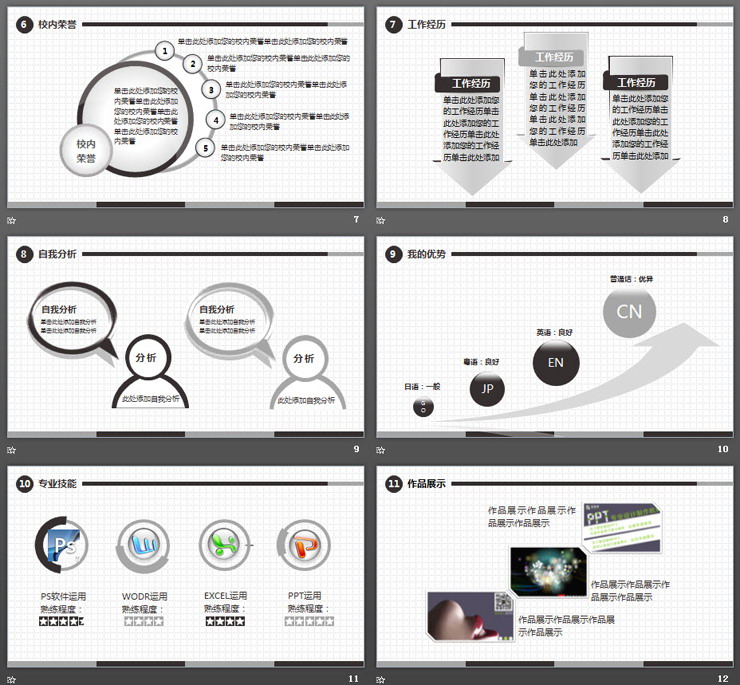 6 校内荣誉
1 单击此处添加您的校内荣誉单击此处添加您的校内荣誉
2 单击此处添加您的校内荣誉单击此处添加您的
校内荣誉
3 单击此处添加您的校内荣誉单击此处添
加您的校内荣誉
4 单击此处添加您的校内荣誉单击此处添
加您的校内荣誉
5 单击此处添加您的校内荣誉单击此处添加
您的校内荣誉
单击此处添加您的校
内荣誉单击此处添加
您的校内荣誉单击此
处添加您的校内荣誉
单击此处添加您的校
内荣誉
校内
荣誉
7
7 工作经历
工作经历
单击此处添加您
的工作经历单击
此处添加您的工
作经历单击此处
添加您的工作经
历单击此处添加
工作经历
单击此处添加
您的工作经历
单击此处添加
您的工作经历
单击此处添加
您的工作经历
单击此处添加
工作经历
单击此处添加您
的工作经历单击
此处添加您的工
作经历单击此处
添加您的工作经
历单击此处添加
8
8 自我分析
自我分析
单击此处添加自我分析
单击此处添加自我分析
分析
此处添加自我分析
自我分析
单击此处添加自我分析
单击此处添加自我分析
分析
此处添加自我分析
9
9 我的优势
普通话：优异
CN
英语：良好
EN
粤语：良好
JP
日语：一般
G
O
10
10 专业技能
Ps
PS软件运用
熟练程度：
WODR运用
熟练程度：
EXCEL运用
熟练程度：
PPT运用
熟练程度：
11
11 作品展示
作品展示作品展示作
品展示作品展示
PPT
作品展示作品展示作
品展示作品展示
作品展示作品展示作品展
示作品展示
12